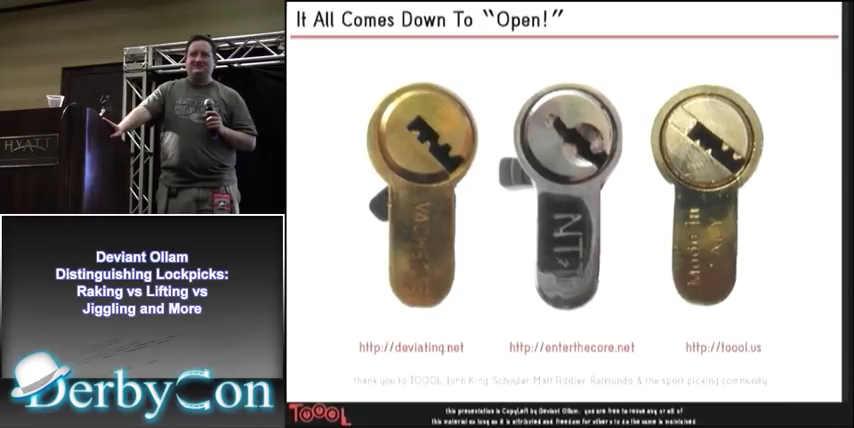 It All Comes Down To “Open!”
HYATT
Made in
ITALY
http://deviating.net
http://enterthecore.net
http://toool.us
thank you to TOOOL, John King, Schuyler, Matt Fiddler, Raimundo & the sport picking community
Deviant Ollam
Distinguishing Lockpicks:
Raking vs Lifting vs
Jiggling and More
DerbyCon
TOOOL
this presentation is CopyLeft by Deviant Ollam. you are free to reuse any or all of
this material as long as it is attributed and freedom for others to do the same is maintained